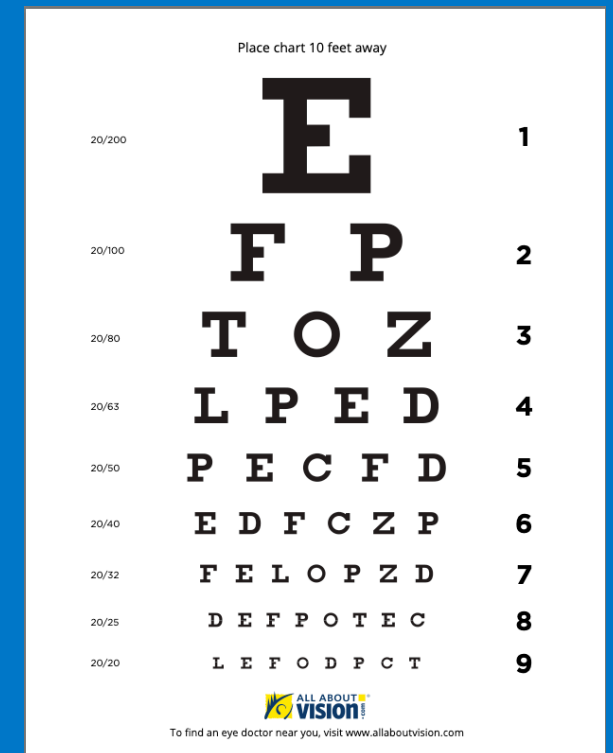 Place chart 10 feet away
20/200 E 1
20/100 F P 2
20/80 T O Z 3
20/63 L P E D 4
20/50 P E C F D 5
20/40 E D F C Z P 6
20/32 F E L O P Z D 7
20/25 D E F P O T E C 8
20/20 L E F O D P C T 9
ALL ABOUT
VISION.com
To find an eye doctor near you, visit www.allaboutvision.com